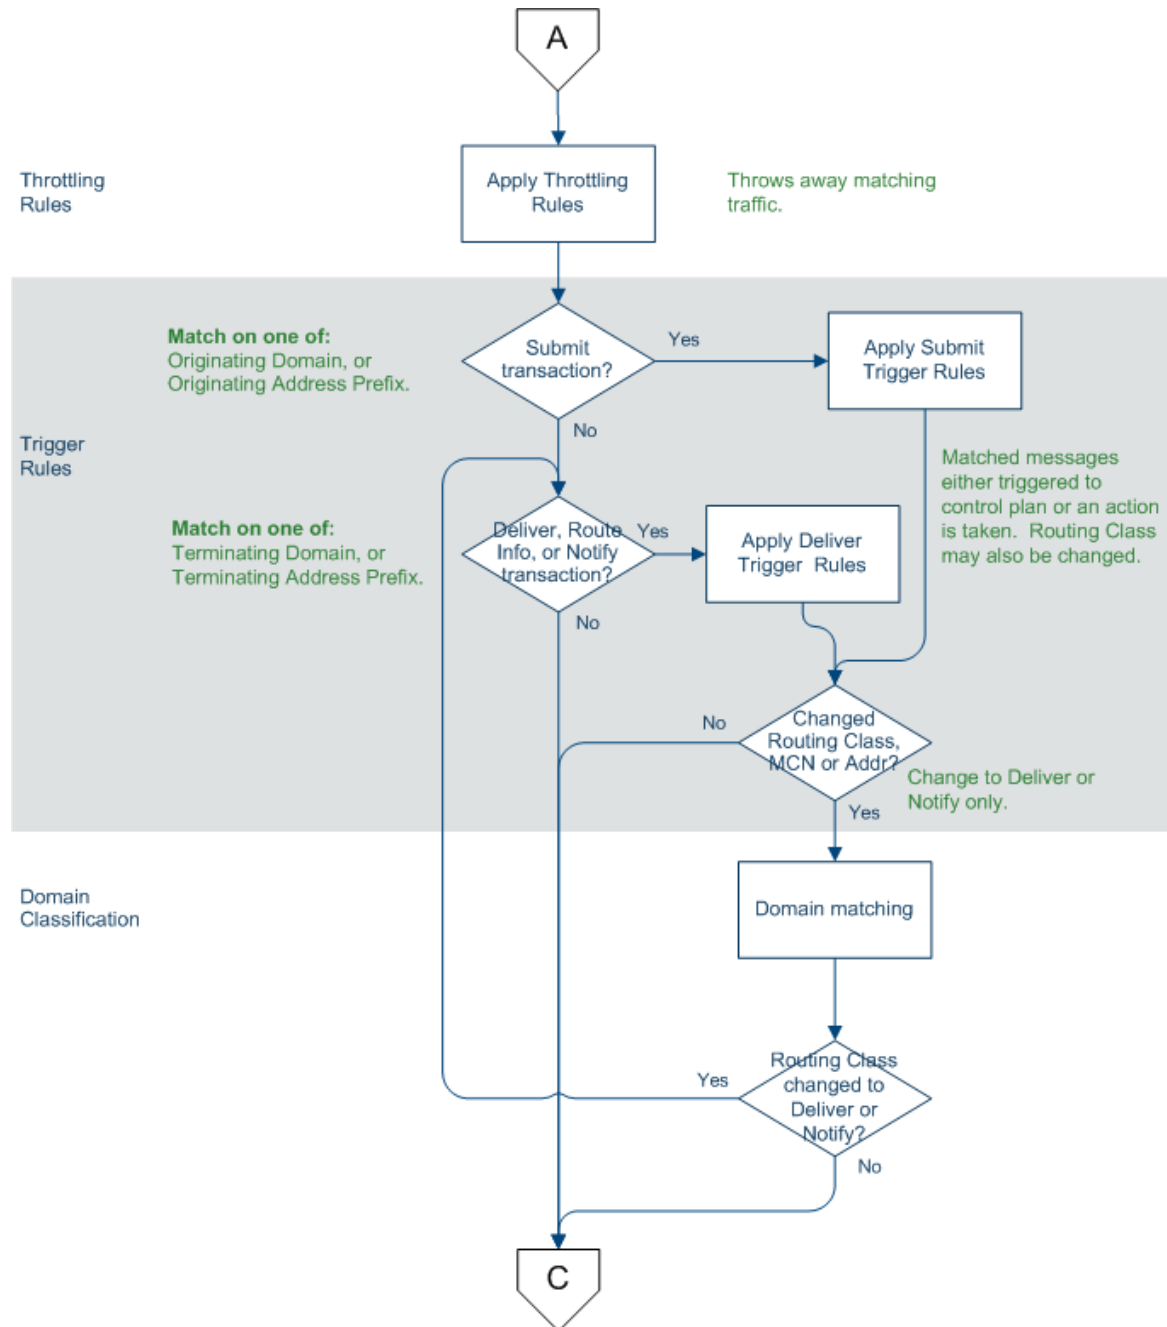 A
Throttling
Rules
Apply Throttling
Rules
Throws away matching
traffic.
Match on one of:
Originating Domain, or
Originating Address Prefix.
Submit
transaction?
Yes
Apply Submit
Trigger Rules
No
Trigger
Rules
Matched messages
either triggered to
control plan or an action
is taken.  Routing Class
may also be changed.
Match on one of:
Terminating Domain, or
Terminating Address Prefix.
Deliver, Route
Info, or Notify
transaction?
Yes
Apply Deliver
Trigger  Rules
No
No
Changed
Routing Class,
MCN or Addr?
Change to Deliver or
Notify only.
Yes
Domain
Classification
Domain matching
Yes
Routing Class
changed to
Deliver or
Notify?
No
C